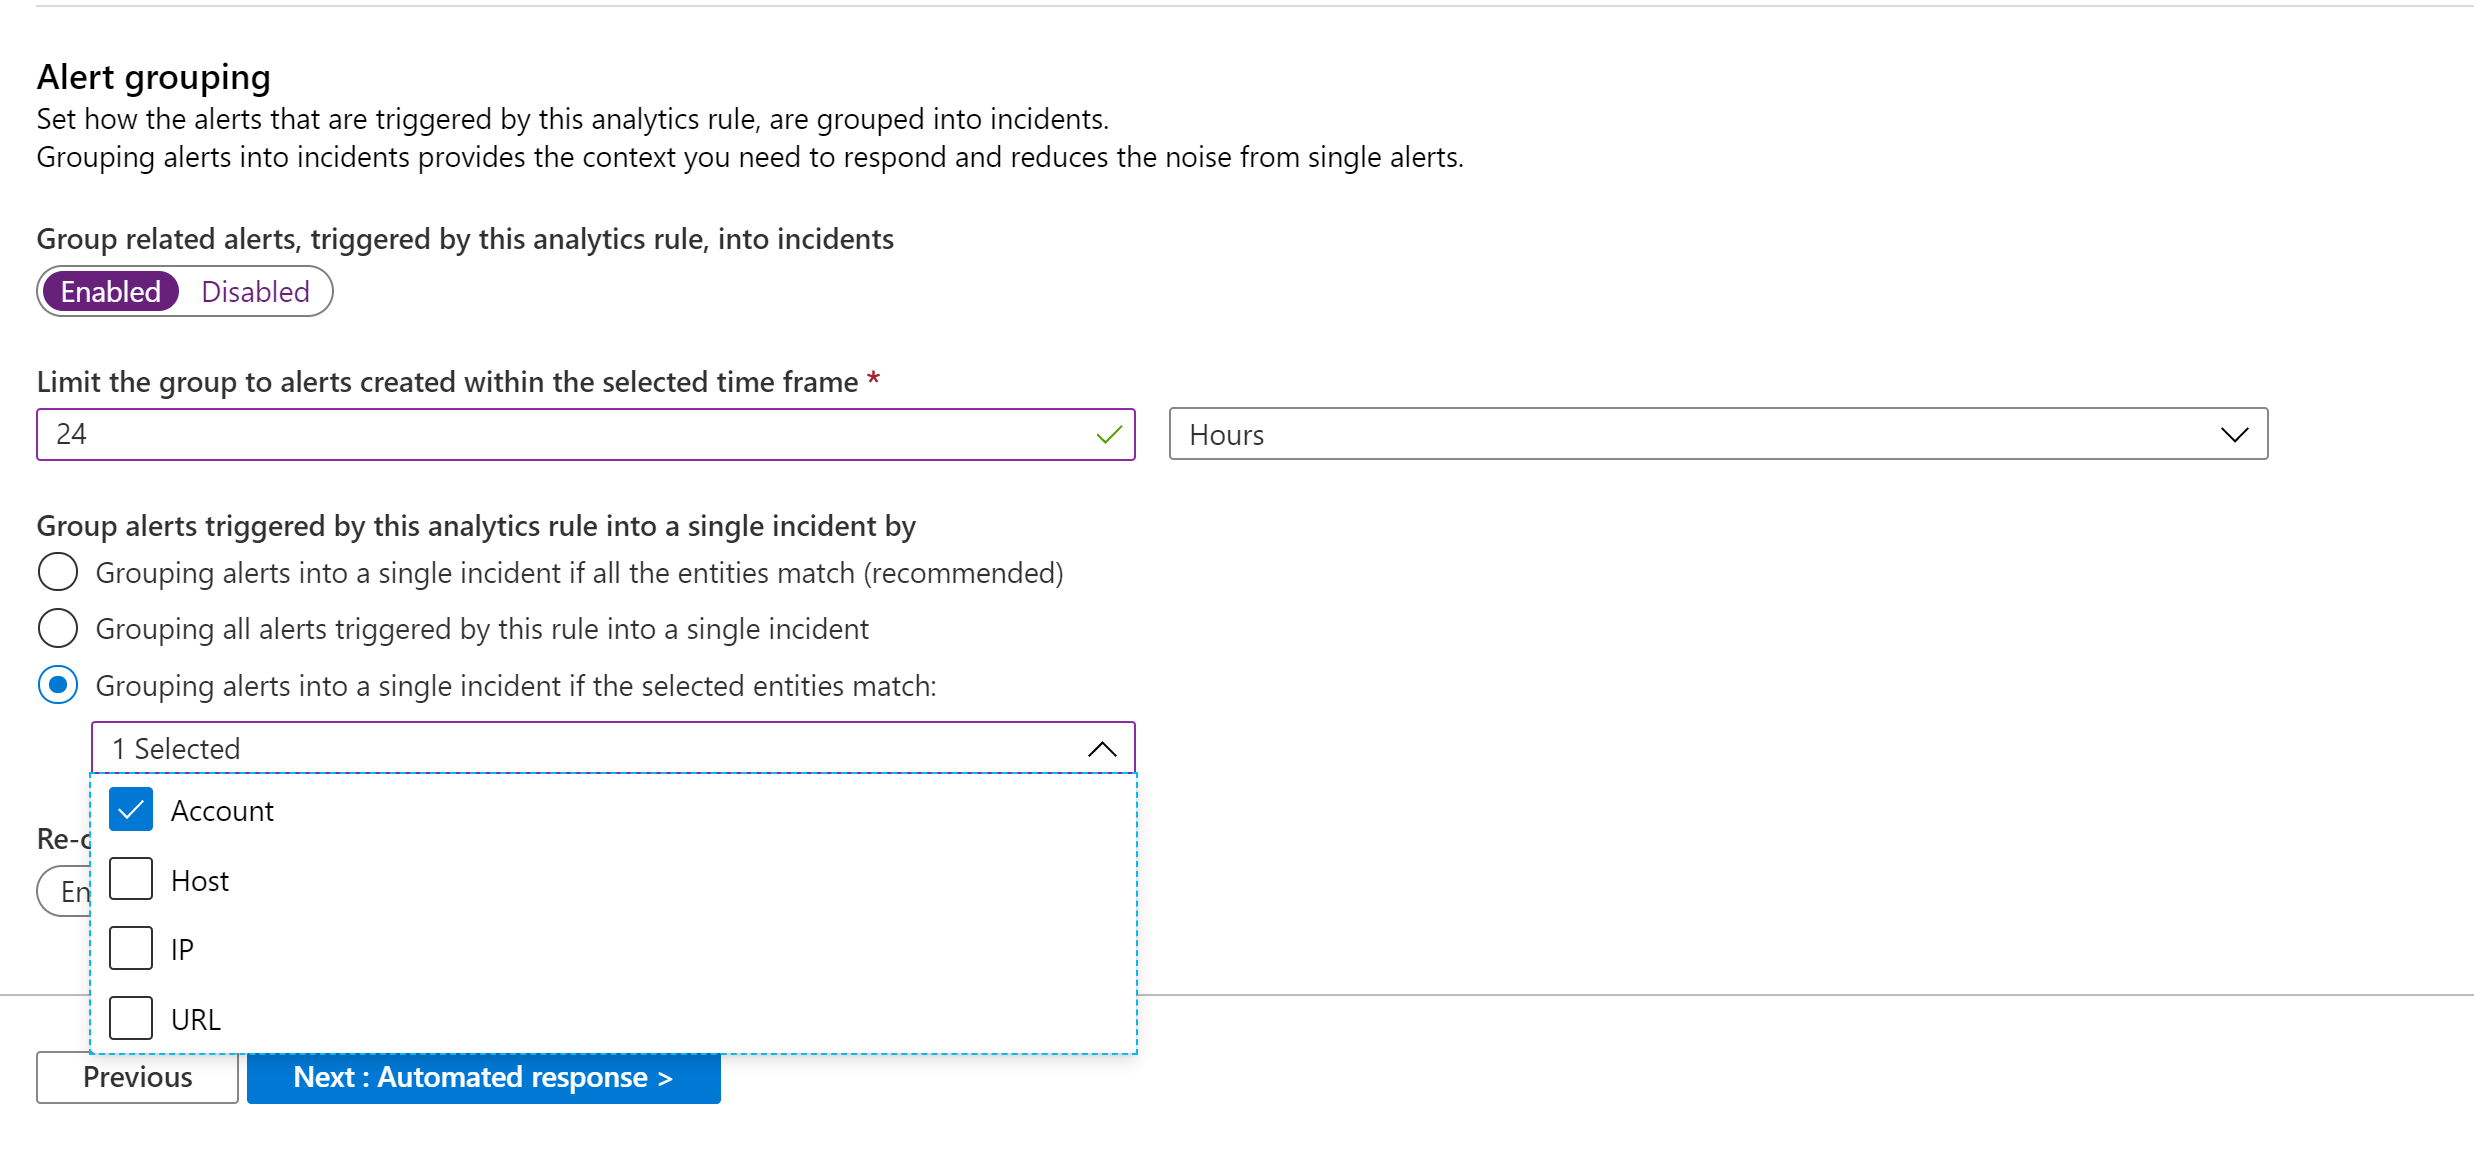 Alert grouping
Set how the alerts that are triggered by this analytics rule, are grouped into incidents.
Grouping alerts into incidents provides the context you need to respond and reduces the noise from single alerts.
Group related alerts, triggered by this analytics rule, into incidents
Enabled Disabled
Limit the group to alerts created within the selected time frame *
24 Hours
Group alerts triggered by this analytics rule into a single incident by
Grouping alerts into a single incident if all the entities match (recommended)
Grouping all alerts triggered by this rule into a single incident
Grouping alerts into a single incident if the selected entities match:
1 Selected
Account
Host
IP
URL
Previous Next : Automated response >